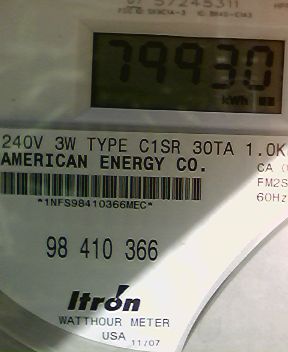 57245311
79930
kWh
240V 3W TYPE C1SR 30TA 1.0K
AMERICAN ENERGY CO.
CA
FM2S
60Hz
*1NFS98410366MEC*
98 410 366
Itron
WATTHOUR METER
USA 11/07